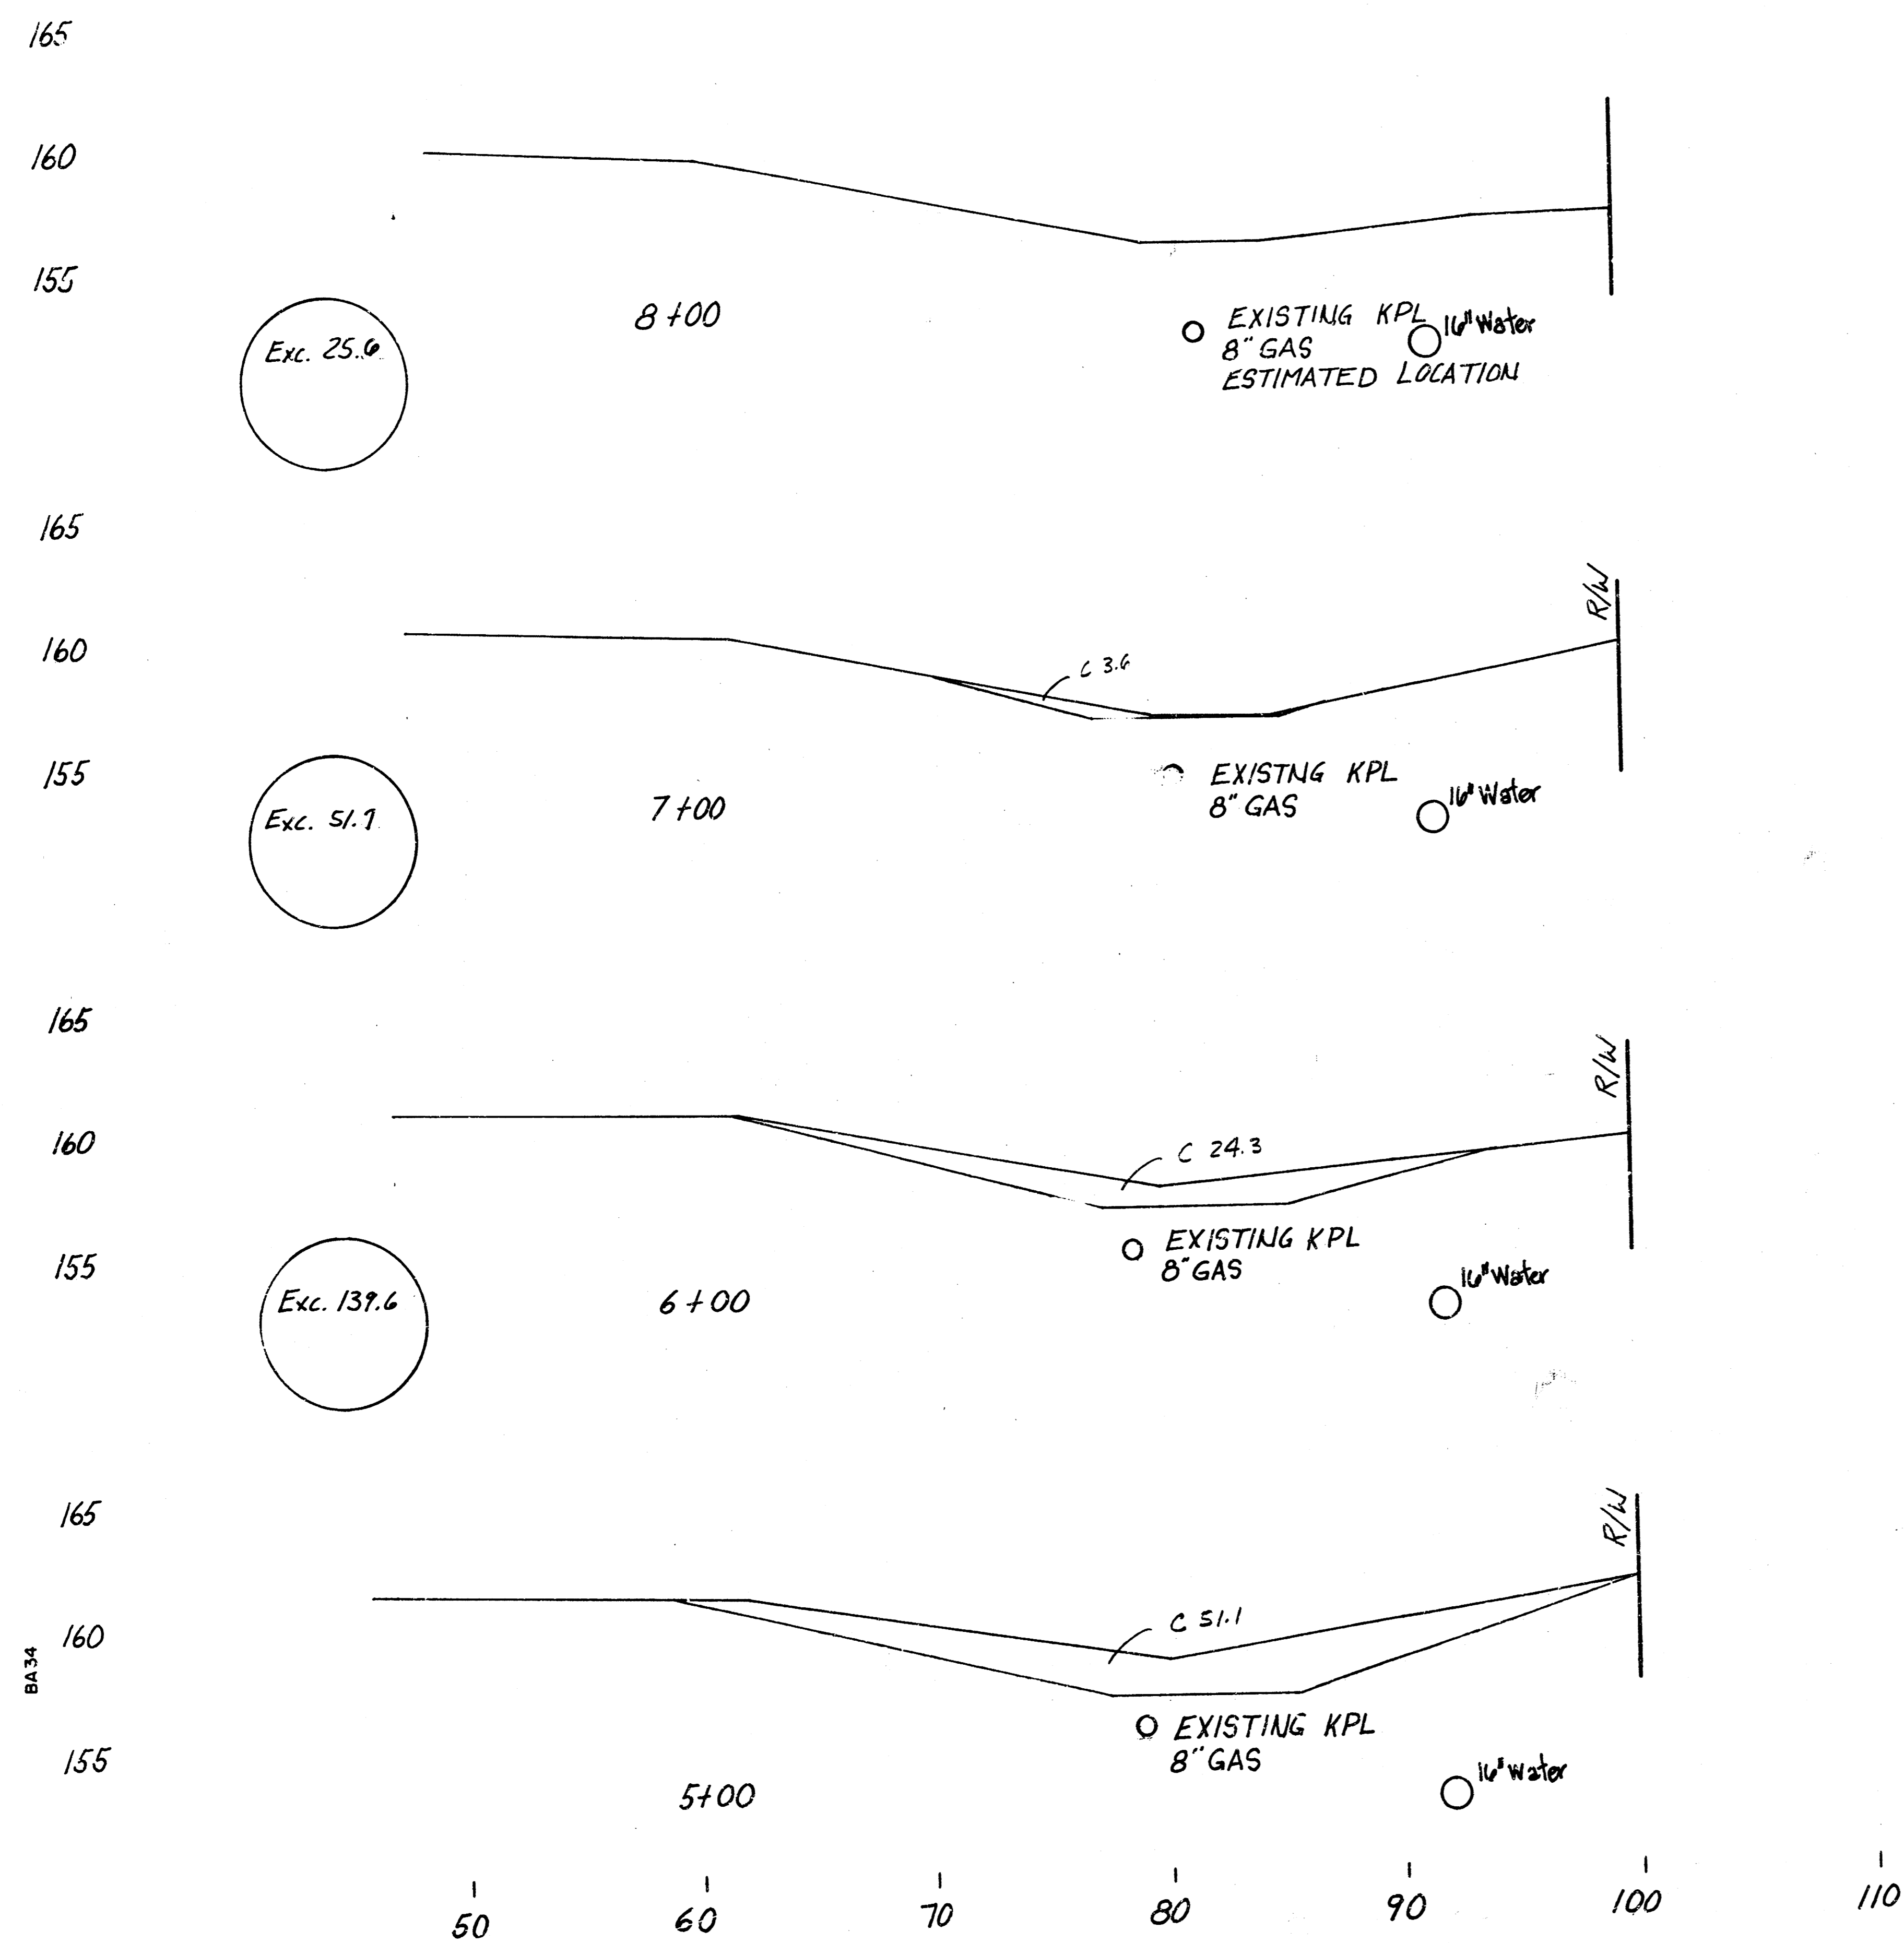 165
160
155
8+00
EXISTING KPL
8" GAS
ESTIMATED LOCATION
16" Water
Exc. 25.6
165
R/W
160
C 3.6
155
EXISTNG KPL
8" GAS
16" Water
7+00
Exc. 51.7
165
R/W
160
C 24.3
EXISTING KPL
8" GAS
155
16" Water
6+00
Exc. 139.6
165
R/W
C 51.1
160
BA34
EXISTING KPL
8" GAS
155
16" Water
5+00
50 60 70 80 90 100 110